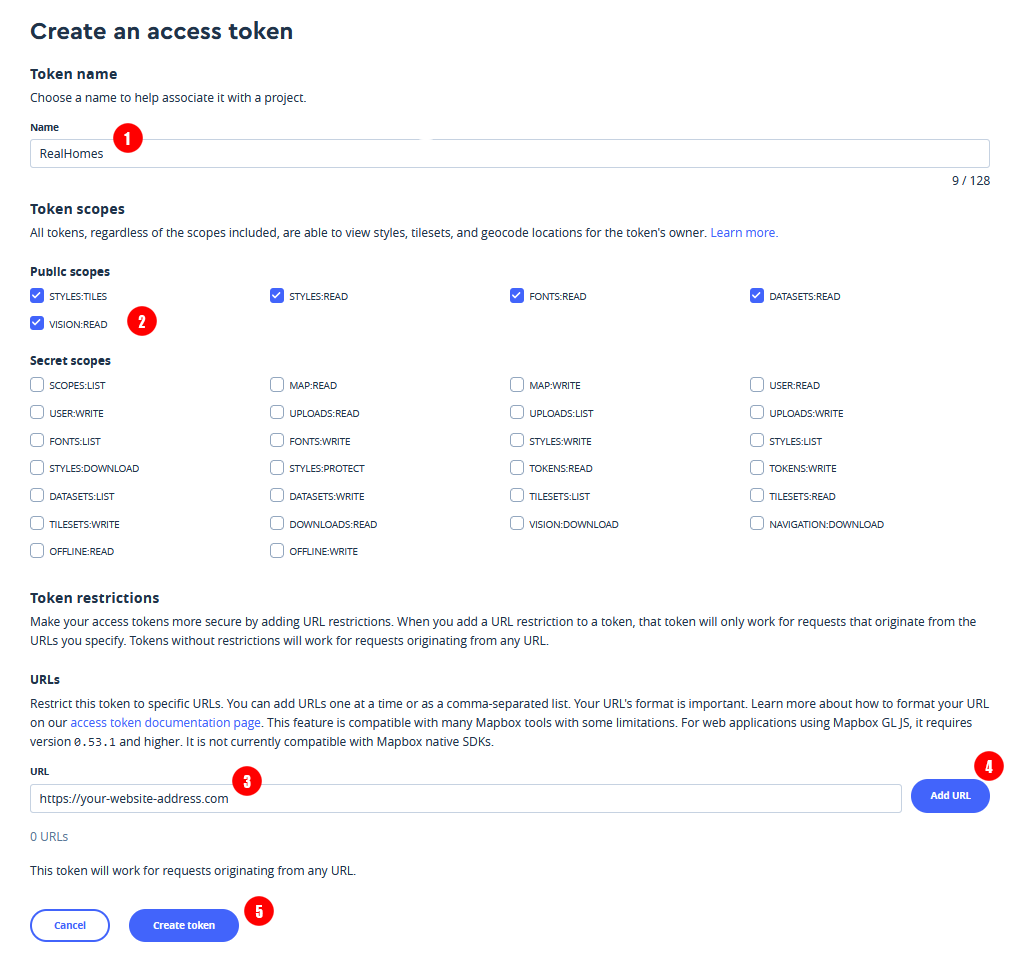 Create an access token
Token name
Choose a name to help associate it with a project.
Name
1
RealHomes
9 / 128
Token scopes
All tokens, regardless of the scopes included, are able to view styles, tilesets, and geocode locations for the token's owner. Learn more.
Public scopes
STYLES:TILES STYLES:READ FONTS:READ DATASETS:READ
VISION:READ 2
Secret scopes
SCOPES:LIST MAP:READ MAP:WRITE USER:READ
USER:WRITE UPLOADS:READ UPLOADS:LIST UPLOADS:WRITE
FONTS:LIST FONTS:WRITE STYLES:WRITE STYLES:LIST
STYLES:DOWNLOAD STYLES:PROTECT TOKENS:READ TOKENS:WRITE
DATASETS:LIST DATASETS:WRITE TILESETS:LIST TILESETS:READ
TILESETS:WRITE DOWNLOADS:READ VISION:DOWNLOAD NAVIGATION:DOWNLOAD
OFFLINE:READ OFFLINE:WRITE
Token restrictions
Make your access tokens more secure by adding URL restrictions. When you add a URL restriction to a token, that token will only work for requests that originate from the
URLs you specify. Tokens without restrictions will work for requests originating from any URL.
URLs
Restrict this token to specific URLs. You can add URLs one at a time or as a comma-separated list. Your URL's format is important. Learn more about how to format your URL
on our access token documentation page. This feature is compatible with many Mapbox tools with some limitations. For web applications using Mapbox GL JS, it requires
version 0.53.1 and higher. It is not currently compatible with Mapbox native SDKs.
URL
3
4
https://your-website-address.com Add URL
0 URLs
This token will work for requests originating from any URL.
Cancel Create token 5